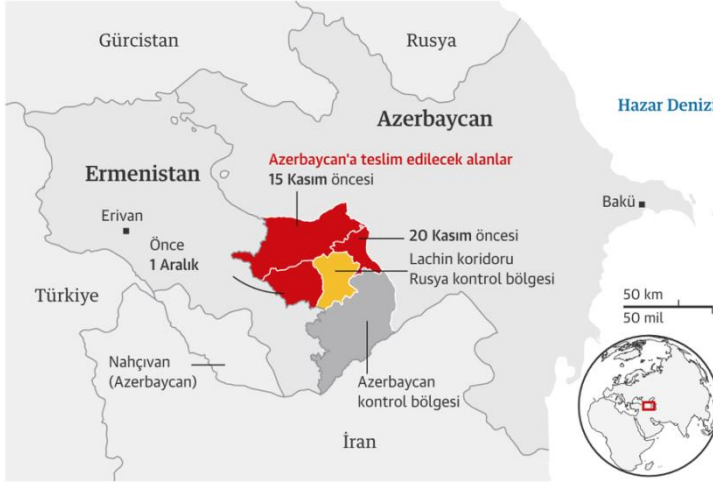 Gürcistan
Rusya
Azerbaycan
Hazar Denizi
Azerbaycan'a teslim edilecek alanlar
15 Kasım öncesi
Ermenistan
Erivan
Bakü
Önce
1 Aralık
20 Kasım öncesi
Lachin koridoru
Rusya kontrol bölgesi
Türkiye
50 km
50 mil
Nahçıvan
(Azerbaycan)
Azerbaycan
kontrol bölgesi
İran